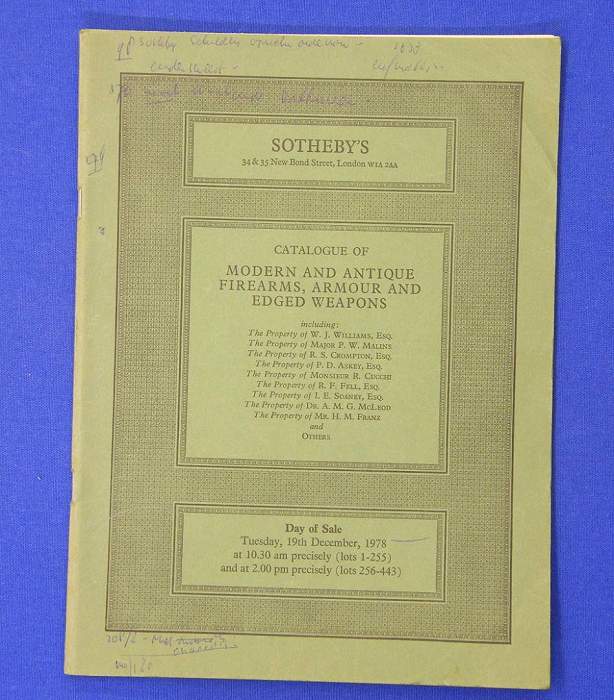 SOTHEBY'S
34 & 35 New Bond Street, London W1A 2AA
CATALOGUE OF
MODERN AND ANTIQUE
FIREARMS, ARMOUR AND
EDGED WEAPONS
including:
The Property of W. J. WILLIAMS, ESQ.
The Property of MAJOR P. W. MALINS
The Property of R. S. CROMPTON, ESQ.
The Property of P. D. ASKEY, ESQ.
The Property of MONSIEUR R. CUCCHI
The Property of R. F. FELL, ESQ.
The Property of I. E. SOANEY, ESQ.
The Property of DR. A. M. G. MCLEOD
The Property of MR. H. M. FRANZ
and
OTHERS
Day of Sale
Tuesday, 19th December, 1978
at 10.30 am precisely (lots 1-255)
and at 2.00 pm precisely (lots 256-443)